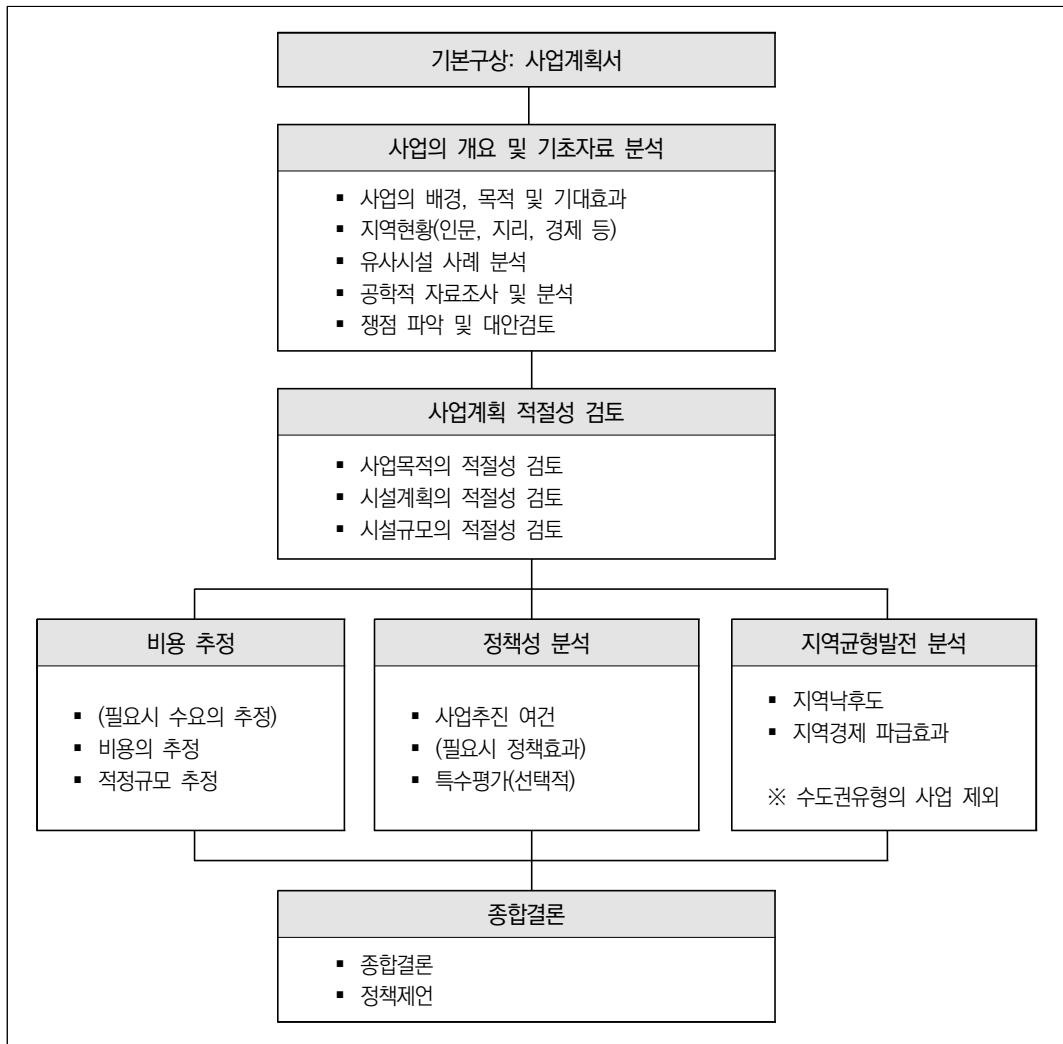 기본구상: 사업계획서
사업의 개요 및 기초자료 분석
▪ 사업의 배경, 목적 및 기대효과
▪ 지역현황(인문, 지리, 경제 등)
▪ 유사시설 사례 분석
▪ 공학적 자료조사 및 분석
▪ 쟁점 파악 및 대안검토
사업계획 적절성 검토
▪ 사업목적의 적절성 검토
▪ 시설계획의 적절성 검토
▪ 시설규모의 적절성 검토
비용 추정
▪ (필요시 수요의 추정)
▪ 비용의 추정
▪ 적정규모 추정
정책성 분석
▪ 사업추진 여건
▪ (필요시 정책효과)
▪ 특수평가(선택적)
지역균형발전 분석
▪ 지역낙후도
▪ 지역경제 파급효과
※ 수도권유형의 사업 제외
종합결론
▪ 종합결론
▪ 정책제언